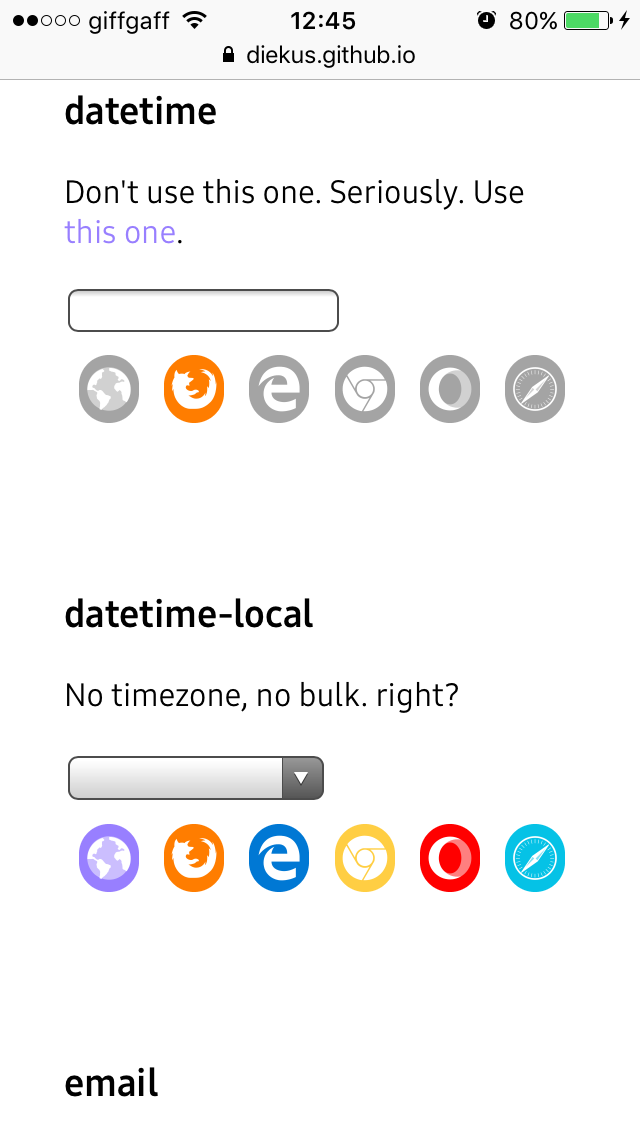 giffgaff 12:45 80%
diekus.github.io
datetime
Don't use this one. Seriously. Use
this one.
datetime-local
No timezone, no bulk. right?
email